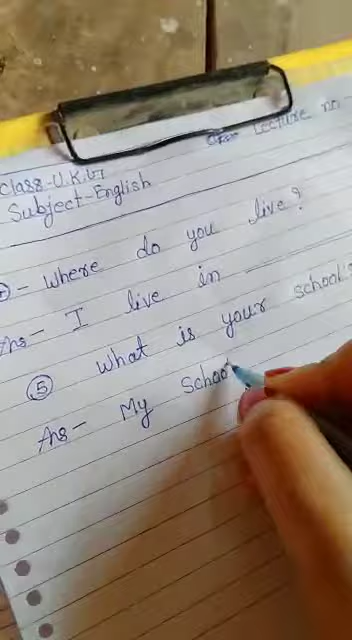 Lecture no
Class-U.K.G
Subject-English
- Where do you live?
Ans- I live in
⑤ What is your school?
Ans- My School